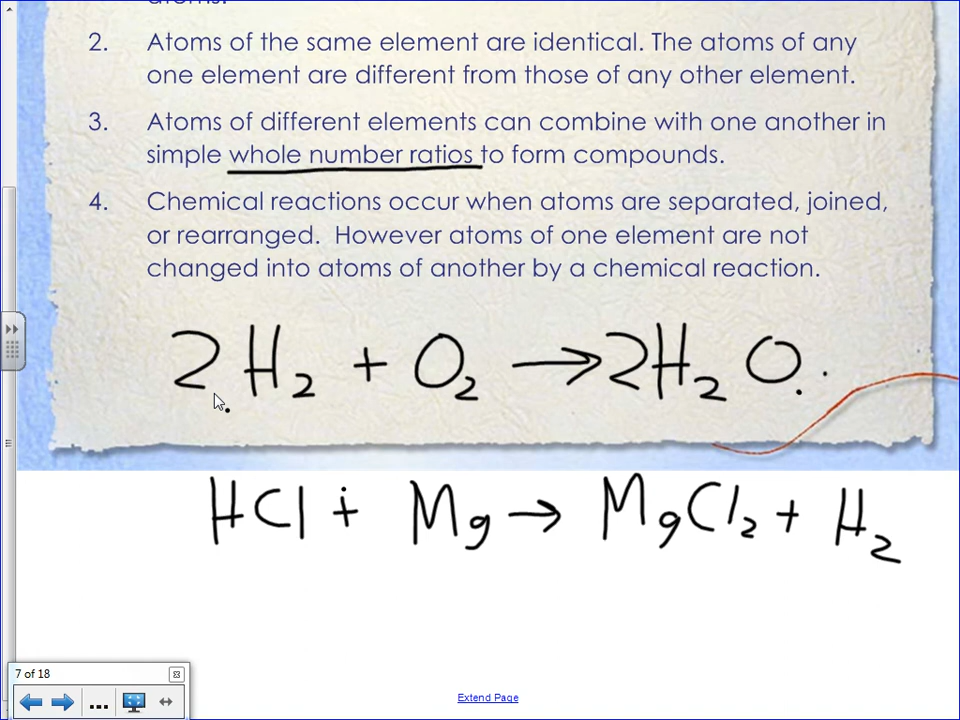 atoms.
2. Atoms of the same element are identical. The atoms of any
one element are different from those of any other element.
3. Atoms of different elements can combine with one another in
simple whole number ratios to form compounds.
4. Chemical reactions occur when atoms are separated, joined,
or rearranged. However atoms of one element are not
changed into atoms of another by a chemical reaction.
2H₂ + O₂ → 2H₂O
HCl + Mg → MgCl₂ + H₂
7 of 18
...
Extend Page